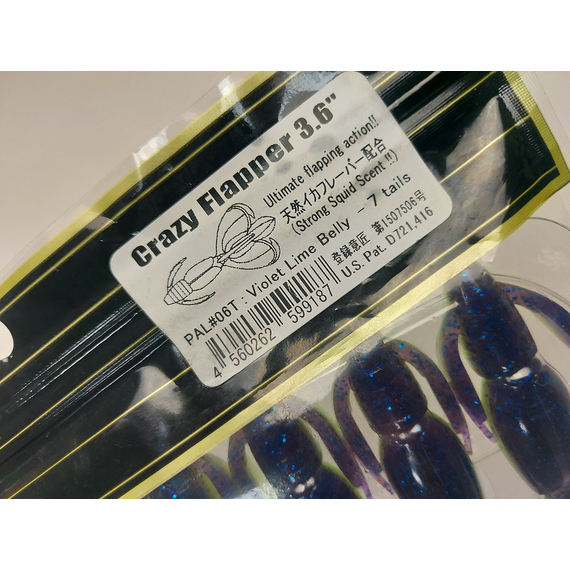 Crazy Flapper 3.6"
Ultimate flapping action!!
天然イカフレーバー配合
(Strong Squid Scent !!)
PAL#06T : Violet Lime Belly - 7 tails
登録意匠 第1507506号
U.S. Pat. D721,416
4 560262 599187